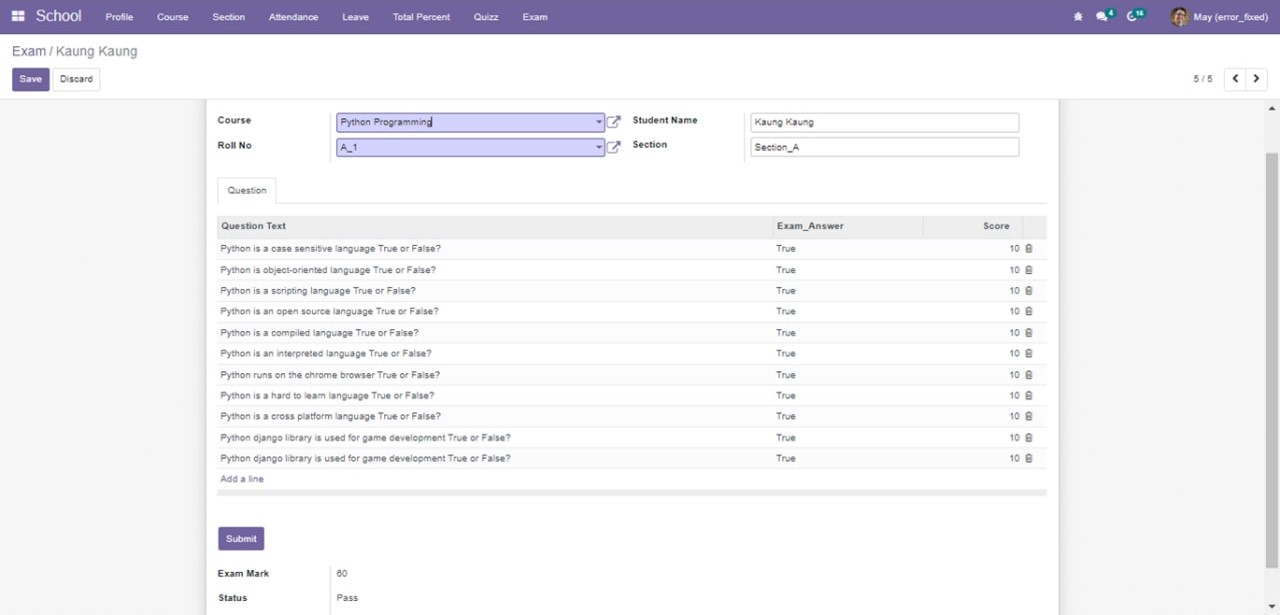 School Profile Course Section Attendance Leave Total Percent Quizz Exam 4 16 May (error_fixed)
Exam / Kaung Kaung
Save Discard 5 / 5
Course Python Programming Student Name Kaung Kaung
Roll No A_1 Section Section_A
Question
Question Text Exam_Answer Score
Python is a case sensitive language True or False? True 10
Python is object-oriented language True or False? True 10
Python is a scripting language True or False? True 10
Python is an open source language True or False? True 10
Python is a compiled language True or False? True 10
Python is an interpreted language True or False? True 10
Python runs on the chrome browser True or False? True 10
Python is a hard to learn language True or False? True 10
Python is a cross platform language True or False? True 10
Python django library is used for game development True or False? True 10
Python django library is used for game development True or False? True 10
Add a line
Submit
Exam Mark 60
Status Pass